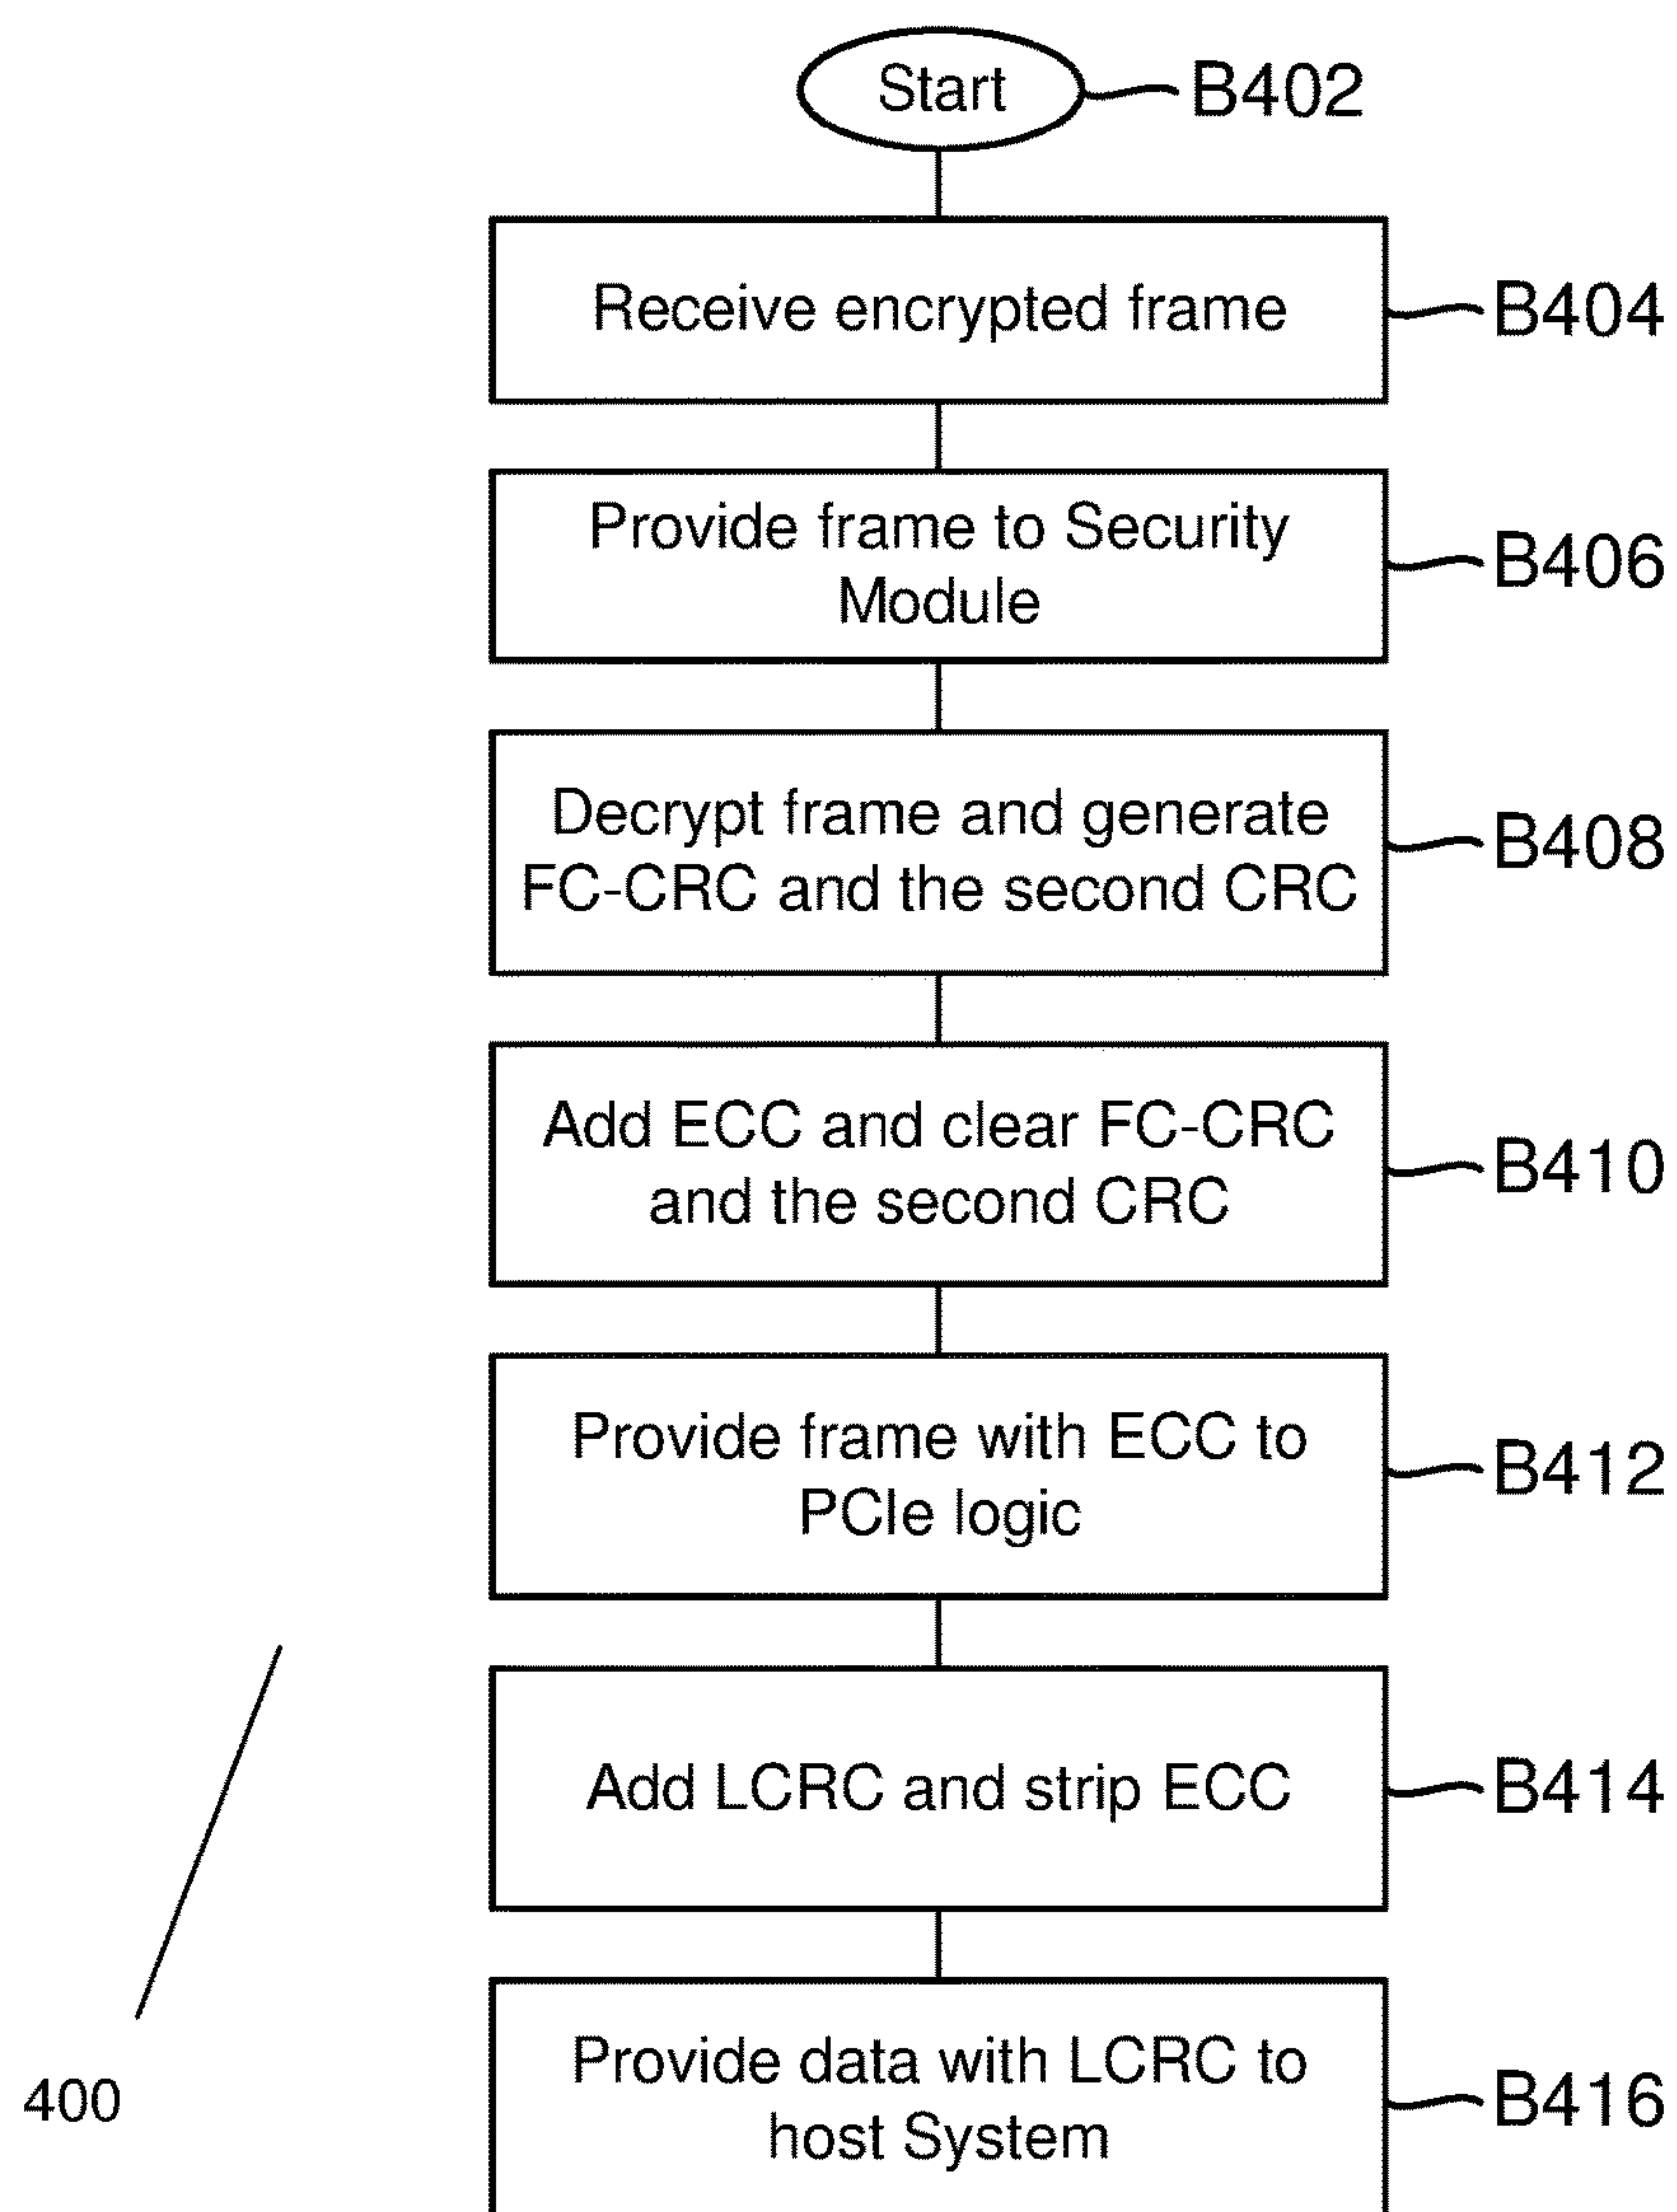 Start
B402
Receive encrypted frame
B404
Provide frame to Security
Module
B406
Decrypt frame and generate
FC-CRC and the second CRC
B408
Add ECC and clear FC-CRC
and the second CRC
B410
Provide frame with ECC to
PCIe logic
B412
Add LCRC and strip ECC
B414
Provide data with LCRC to
host System
B416
400